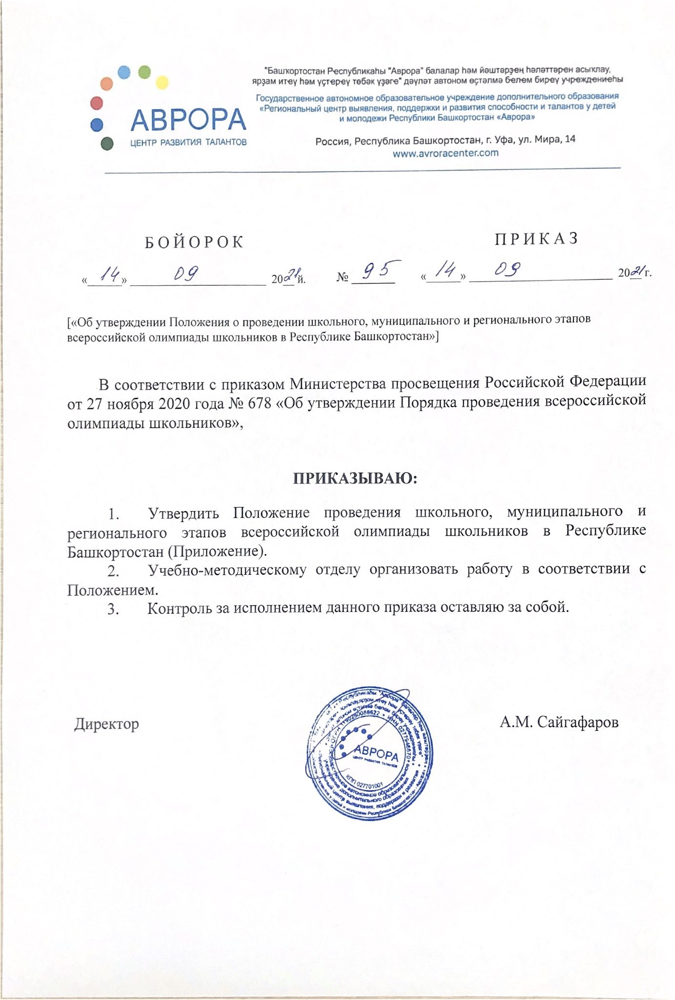 "Башҡортостан Республикаһы "Аврора" балалар һәм йәштәрҙең һәләттәрен асыҡлау,
ярҙам итеү һәм үҫтереү төбәк үҙәге" дәүләт автоном өҫтәлмә белем биреү учреждениеһы
Государственное автономное образовательное учреждение дополнительного образования
«Региональный центр выявления, поддержки и развития способности и талантов у детей
и молодежи Республики Башкортостан «Аврора»
АВРОРА
ЦЕНТР РАЗВИТИЯ ТАЛАНТОВ
Россия, Республика Башкортостан, г. Уфа, ул. Мира, 14
www.avroracenter.com
БОЙОРОК ПРИКАЗ
«14» 09 2021 й. № 95 «14» 09 2021 г.
[«Об утверждении Положения о проведении школьного, муниципального и регионального этапов
всероссийской олимпиады школьников в Республике Башкортостан»]
В соответствии с приказом Министерства просвещения Российской Федерации
от 27 ноября 2020 года № 678 «Об утверждении Порядка проведения всероссийской
олимпиады школьников»,
ПРИКАЗЫВАЮ:
1. Утвердить Положение проведения школьного, муниципального и
регионального этапов всероссийской олимпиады школьников в Республике
Башкортостан (Приложение).
2. Учебно-методическому отделу организовать работу в соответствии с
Положением.
3. Контроль за исполнением данного приказа оставляю за собой.
Директор А.М. Сайгафаров
АВРОРА
ЦЕНТР РАЗВИТИЯ ТАЛАНТОВ
КПП 027701001